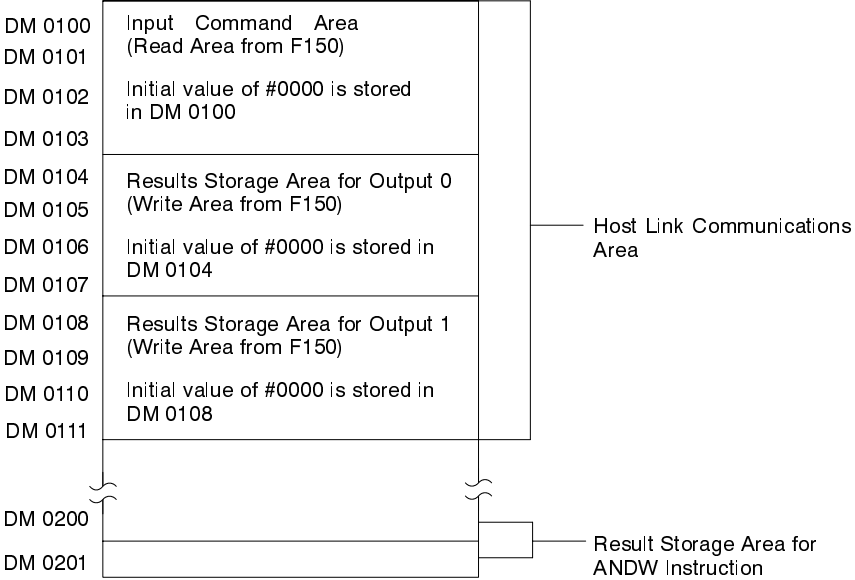 DM 0100
DM 0101
DM 0102
DM 0103
Input Command Area
(Read Area from F150)
Initial value of #0000 is stored
in DM 0100
DM 0104
DM 0105
DM 0106
DM 0107
Results Storage Area for Output 0
(Write Area from F150)
Initial value of #0000 is stored in
DM 0104
DM 0108
DM 0109
DM 0110
DM 0111
Results Storage Area for Output 1
(Write Area from F150)
Initial value of #0000 is stored in
DM 0108
Host Link Communications
Area
DM 0200
DM 0201
Result Storage Area for
ANDW Instruction